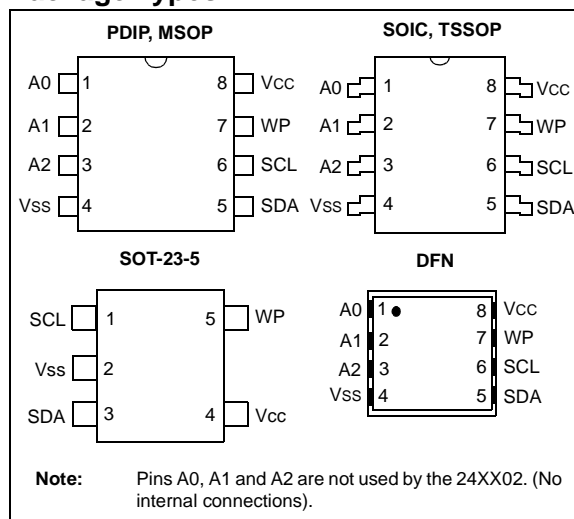 Package Types
PDIP, MSOP
A0 1 8 VCC
A1 2 7 WP
A2 3 6 SCL
VSS 4 5 SDA
SOIC, TSSOP
A0 1 8 VCC
A1 2 7 WP
A2 3 6 SCL
VSS 4 5 SDA
SOT-23-5
SCL 1 5 WP
Vss 2
SDA 3 4 Vcc
DFN
A0 1 8 VCC
A1 2 7 WP
A2 3 6 SCL
VSS 4 5 SDA
Note: Pins A0, A1 and A2 are not used by the 24XX02. (No
internal connections).